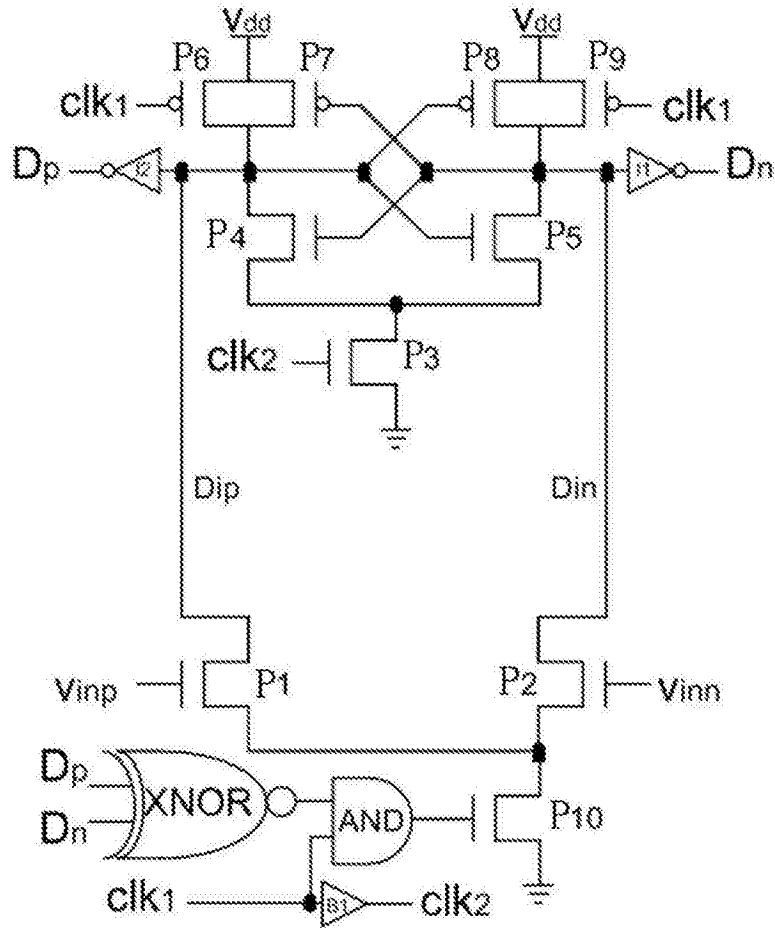 Vdd Vdd
P6 P7 P8 P9
clk1 clk1
Dp I2 I1 Dn
P4 P5
clk2 P3
Dip Din
Vinp P1 P2 Vinn
Dp
XNOR AND P10
Dn
clk1 B1 clk2